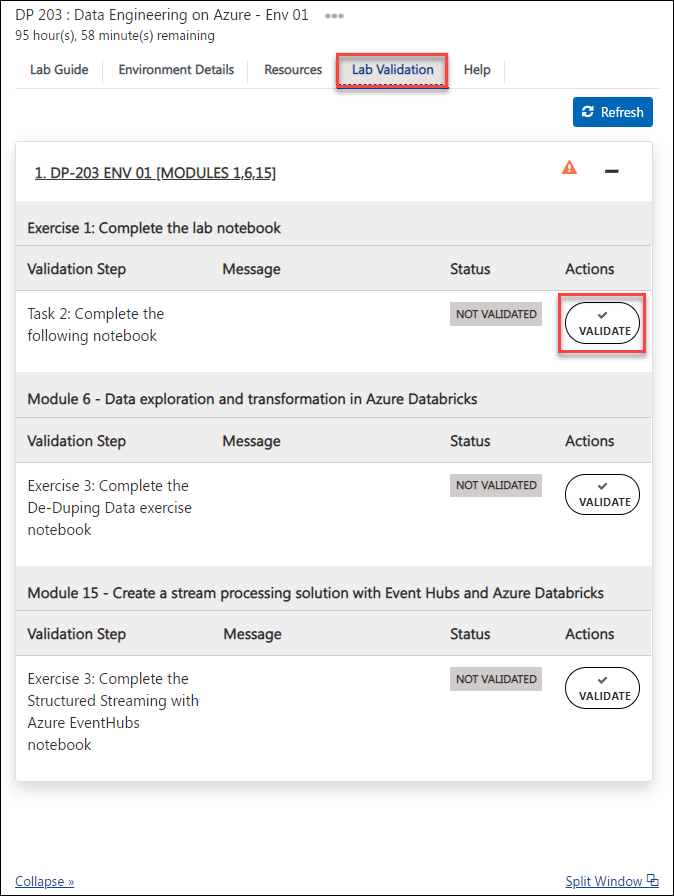 DP 203 : Data Engineering on Azure - Env 01
95 hour(s), 58 minute(s) remaining
Lab Guide Environment Details Resources Lab Validation Help
Refresh
1. DP-203 ENV 01 [MODULES 1,6,15]
Exercise 1: Complete the lab notebook
Validation Step Message Status Actions
Task 2: Complete the
following notebook
NOT VALIDATED
VALIDATE
Module 6 - Data exploration and transformation in Azure Databricks
Validation Step Message Status Actions
Exercise 3: Complete the
De-Duping Data exercise
notebook
NOT VALIDATED
VALIDATE
Module 15 - Create a stream processing solution with Event Hubs and Azure Databricks
Validation Step Message Status Actions
Exercise 3: Complete the
Structured Streaming with
Azure EventHubs
notebook
NOT VALIDATED
VALIDATE
Collapse » Split Window